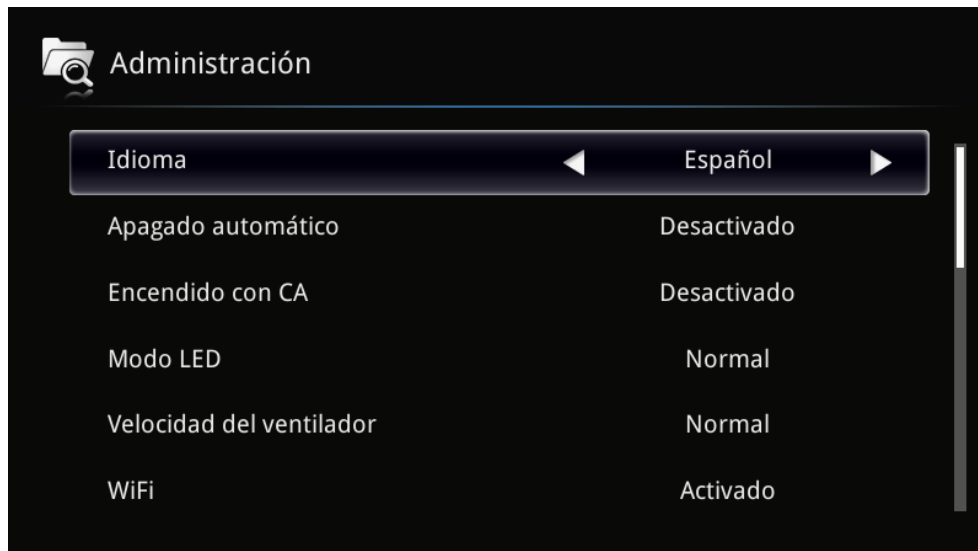 Administración
Idioma Español
Apagado automático Desactivado
Encendido con CA Desactivado
Modo LED Normal
Velocidad del ventilador Normal
WiFi Activado